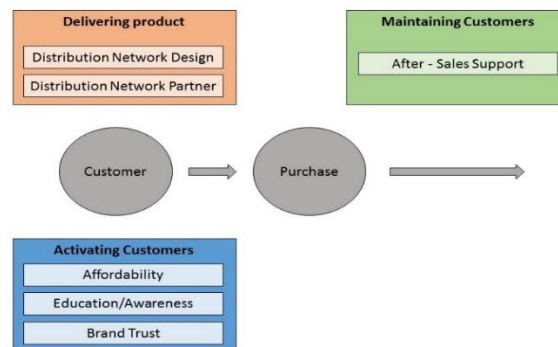 Delivering product
Distribution Network Design
Distribution Network Partner
Maintaining Customers
After - Sales Support
Customer
Purchase
Activating Customers
Affordability
Education/Awareness
Brand Trust